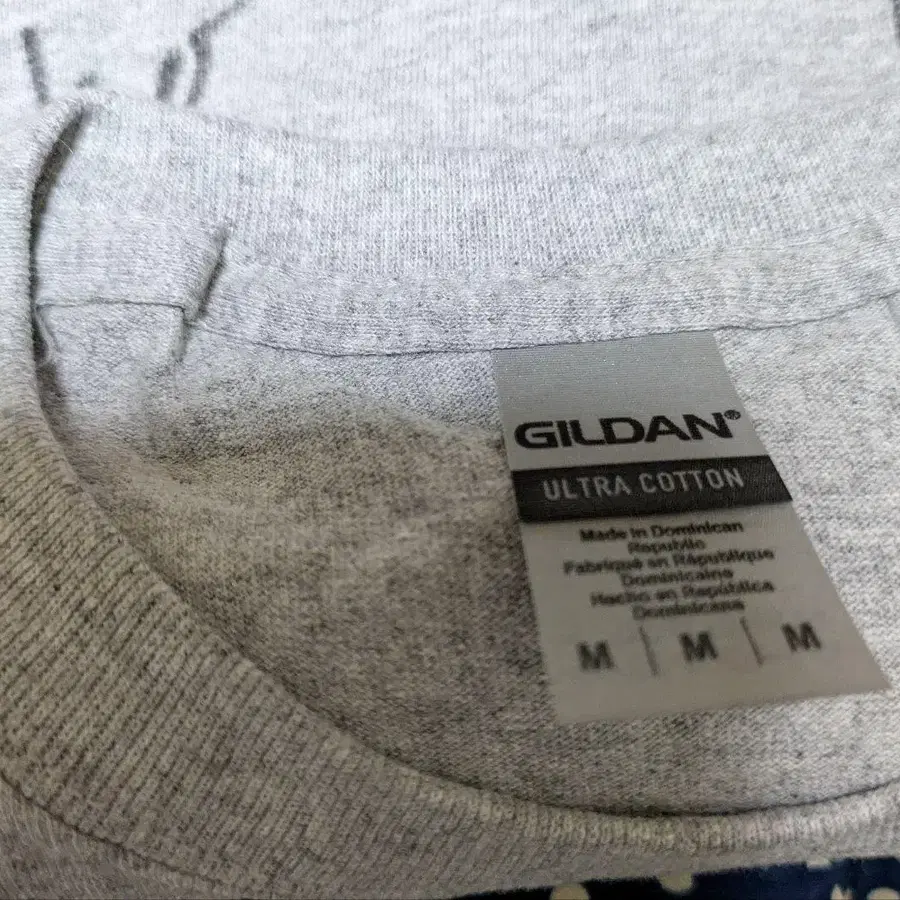 GILDAN®
ULTRA COTTON
Made in Dominican
Republic
Fabriqué en République
Dominicaine
Hecho en República
Dominicana
M | M | M